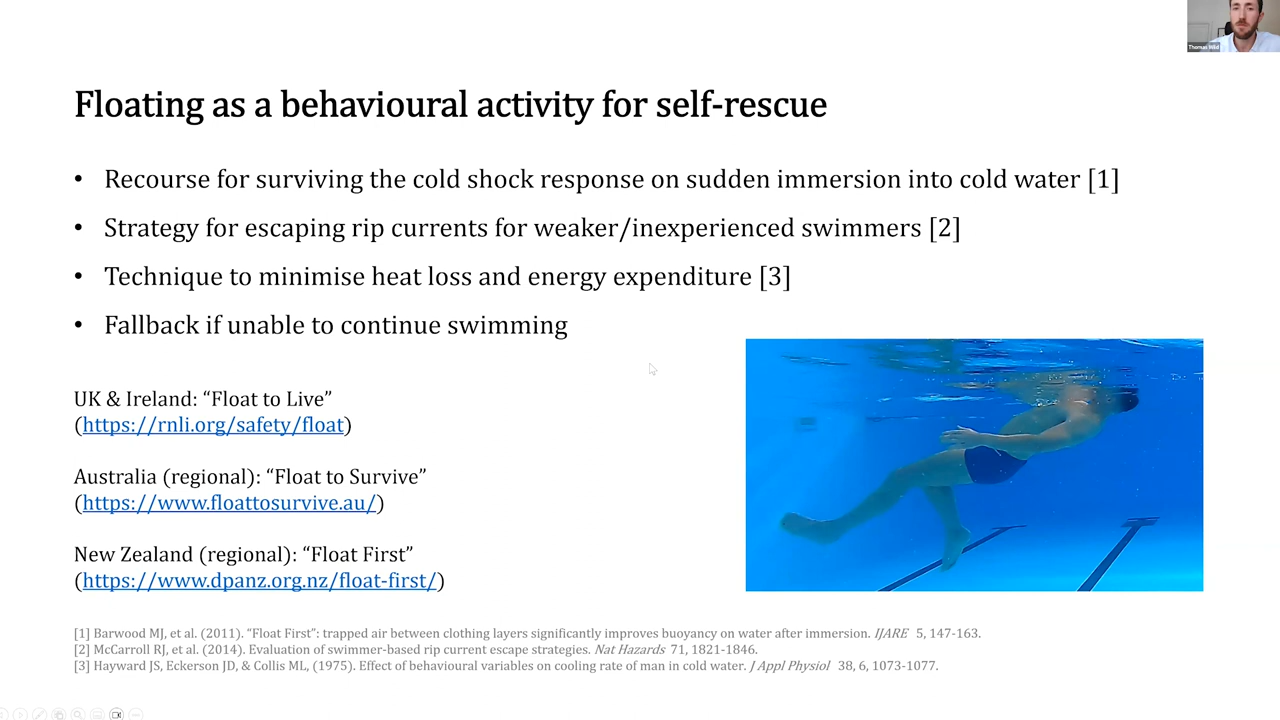 Thomas Wild
Floating as a behavioural activity for self-rescue
• Recourse for surviving the cold shock response on sudden immersion into cold water [1]
• Strategy for escaping rip currents for weaker/inexperienced swimmers [2]
• Technique to minimise heat loss and energy expenditure [3]
• Fallback if unable to continue swimming
UK & Ireland: “Float to Live”
(https://rnli.org/safety/float)
Australia (regional): “Float to Survive”
(https://www.floattosurvive.au/)
New Zealand (regional): “Float First”
(https://www.dpanz.org.nz/float-first/)
[1] Barwood MJ, et al. (2011). “Float First”: trapped air between clothing layers significantly improves buoyancy on water after immersion. IJARE 5, 147-163.
[2] McCarroll RJ, et al. (2014). Evaluation of swimmer-based rip current escape strategies. Nat Hazards 71, 1821-1846.
[3] Hayward JS, Eckerson JD, & Collis ML, (1975). Effect of behavioural variables on cooling rate of man in cold water. J Appl Physiol 38, 6, 1073-1077.